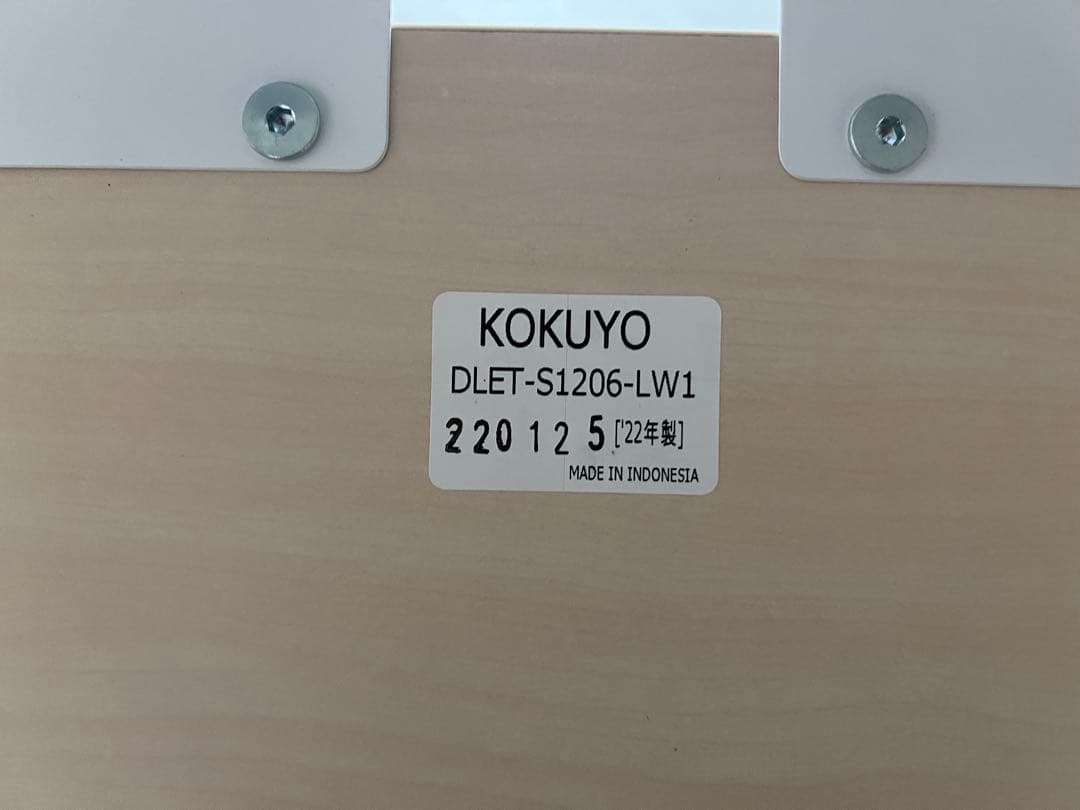 KOKUYO
DLET-S1206-LW1
220125['22年製]
MADE IN INDONESIA